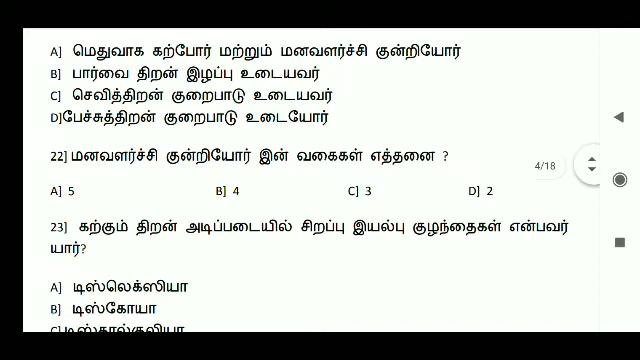 A] மெதுவாக கற்போர் மற்றும் மனவளர்ச்சி குன்றியோர்
B] பார்வை திறன் இழப்பு உடையவர்
C] செவித்திறன் குறைபாடு உடையவர்
D]பேச்சுத்திறன் குறைபாடு உடையோர்
22] மனவளர்ச்சி குன்றியோர் இன் வகைகள் எத்தனை ?
4/18
A] 5 B] 4 C] 3 D] 2
23] கற்கும் திறன் அடிப்படையில் சிறப்பு இயல்பு குழந்தைகள் என்பவர்
யார்?
A] டிஸ்லெக்ஸியா
B] டிஸ்கோயா
C] டிஸ்கால்குலியா